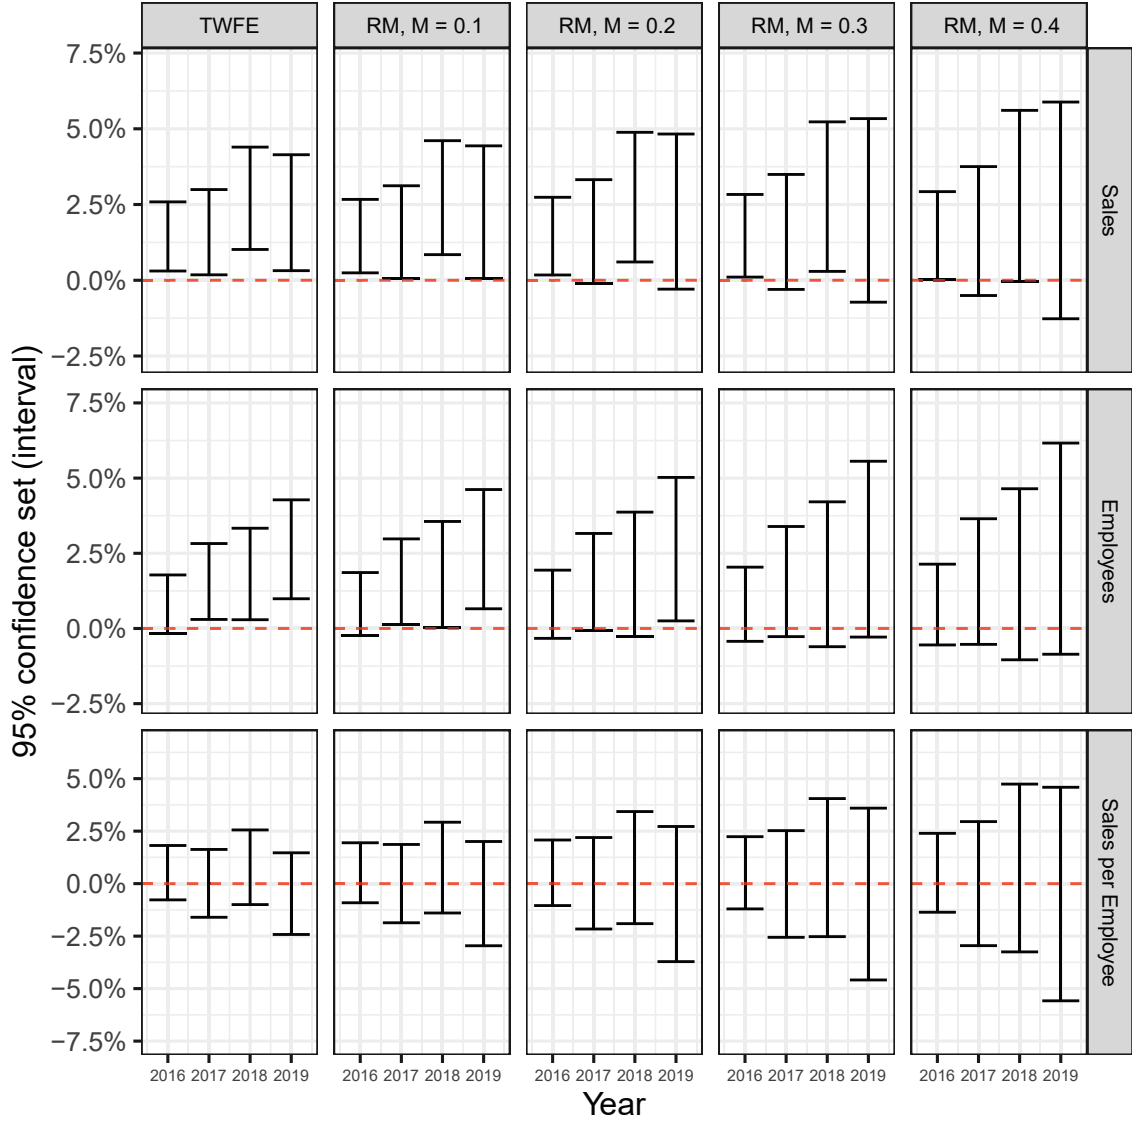 TWFE
RM, M = 0.1
RM, M = 0.2
RM, M = 0.3
RM, M = 0.4
95% confidence set (interval)
7.5%
5.0%
2.5%
0.0%
−2.5%
Sales
7.5%
5.0%
2.5%
0.0%
−2.5%
Employees
5.0%
2.5%
0.0%
−2.5%
−5.0%
−7.5%
Sales per Employee
2016 2017 2018 2019
2016 2017 2018 2019
2016 2017 2018 2019
2016 2017 2018 2019
2016 2017 2018 2019
Year